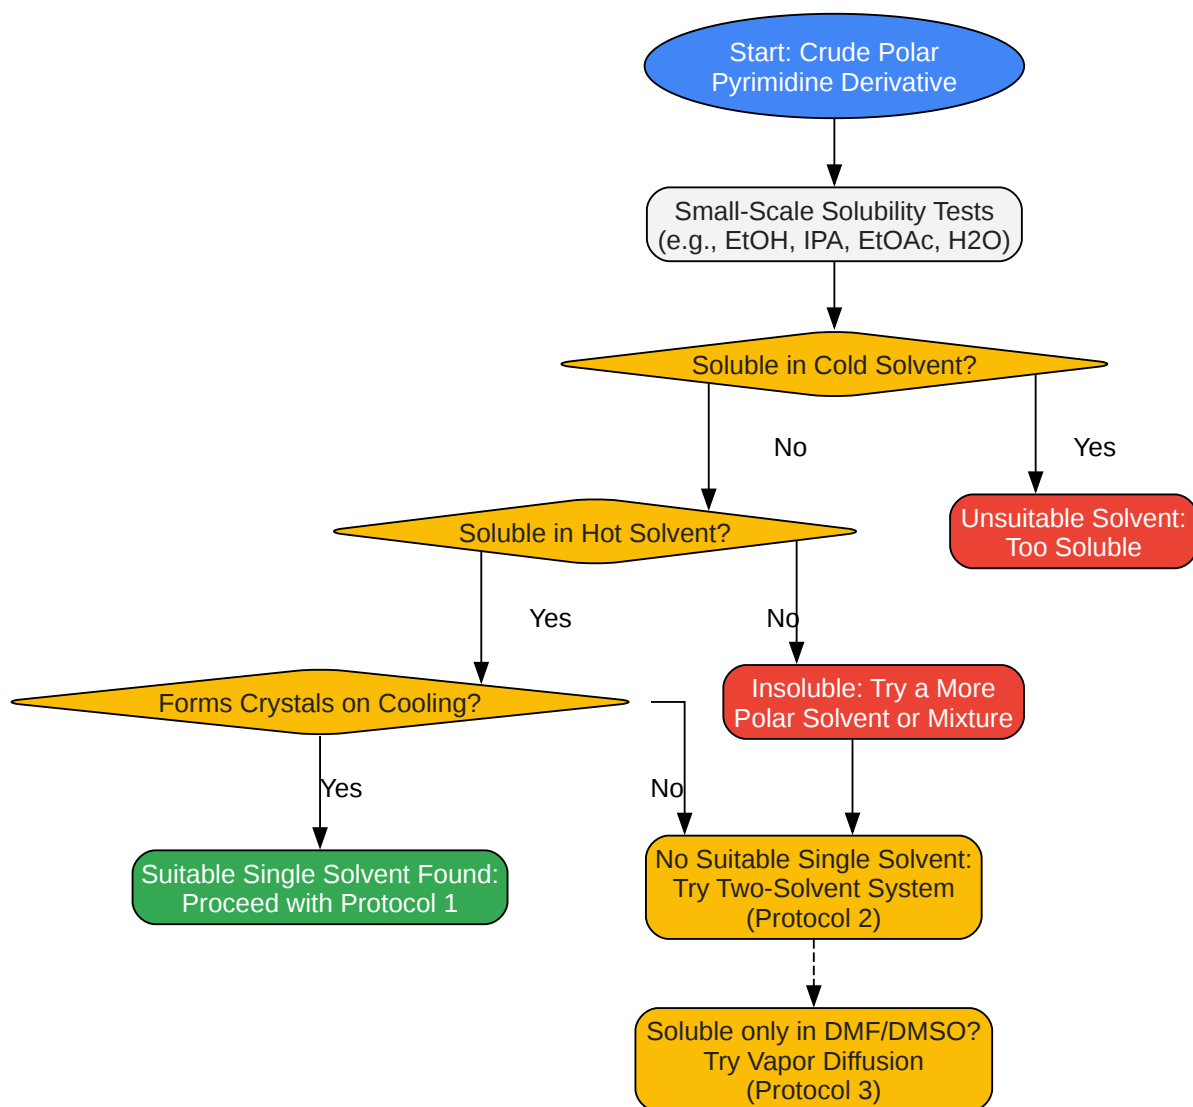 Start: Crude Polar
Pyrimidine Derivative
Small-Scale Solubility Tests
(e.g., EtOH, IPA, EtOAc, H2O)
Soluble in Cold Solvent?
No
Yes
Soluble in Hot Solvent?
Unsuitable Solvent:
Too Soluble
Yes
No
Forms Crystals on Cooling?
Insoluble: Try a More
Polar Solvent or Mixture
Yes
No
Suitable Single Solvent Found:
Proceed with Protocol 1
No Suitable Single Solvent:
Try Two-Solvent System
(Protocol 2)
Soluble only in DMF/DMSO?
Try Vapor Diffusion
(Protocol 3)